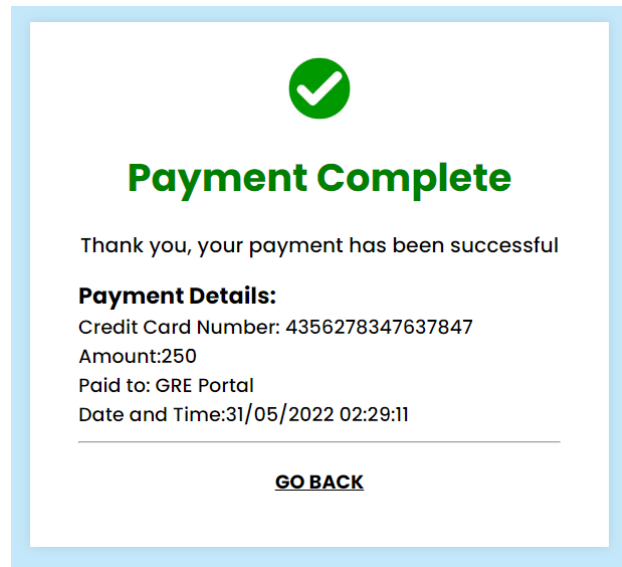 Payment Complete
Thank you, your payment has been successful
Payment Details:
Credit Card Number: 4356278347637847
Amount:250
Paid to: GRE Portal
Date and Time:31/05/2022 02:29:11
GO BACK